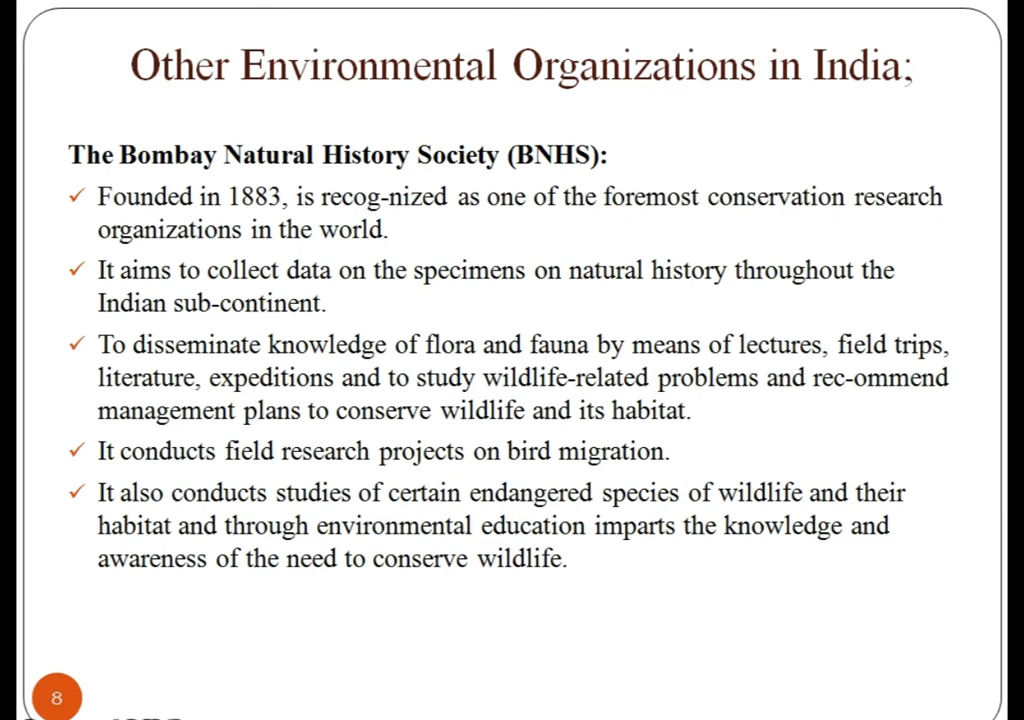 Other Environmental Organizations in India;
The Bombay Natural History Society (BNHS):
✓ Founded in 1883, is recog-nized as one of the foremost conservation research
organizations in the world.
✓ It aims to collect data on the specimens on natural history throughout the
Indian sub-continent.
✓ To disseminate knowledge of flora and fauna by means of lectures, field trips,
literature, expeditions and to study wildlife-related problems and rec-ommend
management plans to conserve wildlife and its habitat.
✓ It conducts field research projects on bird migration.
✓ It also conducts studies of certain endangered species of wildlife and their
habitat and through environmental education imparts the knowledge and
awareness of the need to conserve wildlife.
8